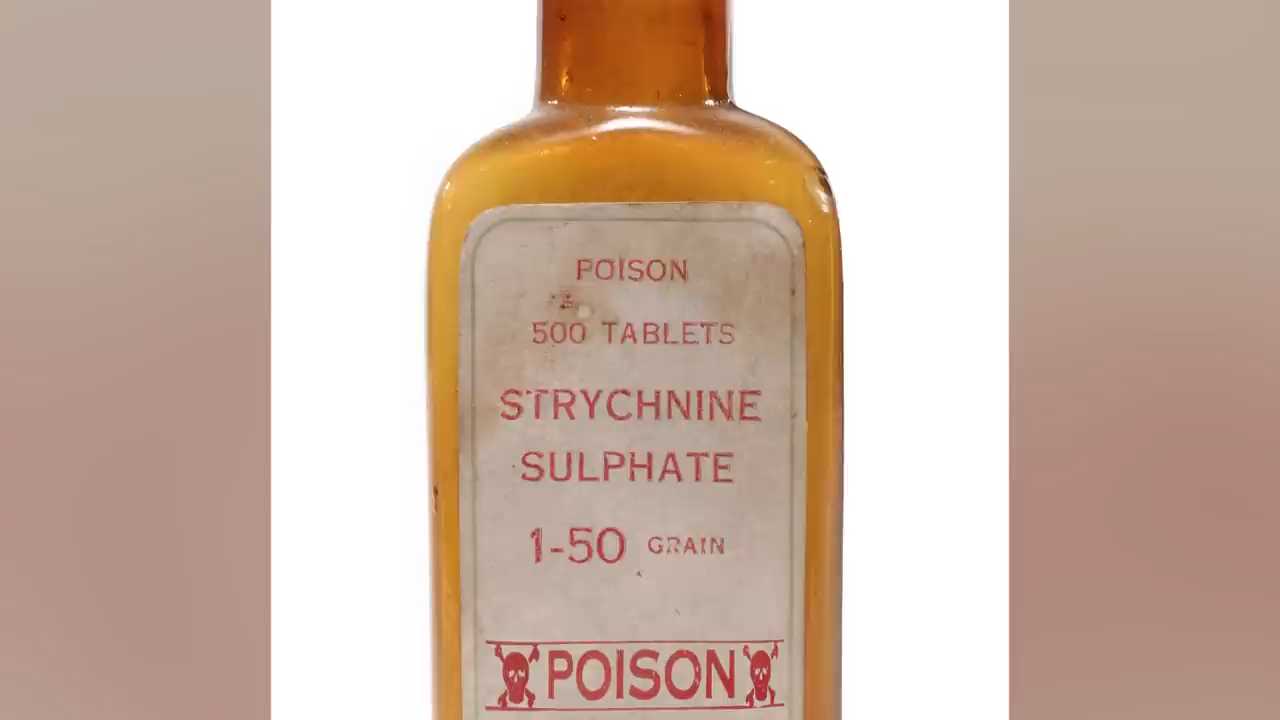 POISON
500 TABLETS
STRYCHNINE
SULPHATE
1-50 GRAIN
POISON